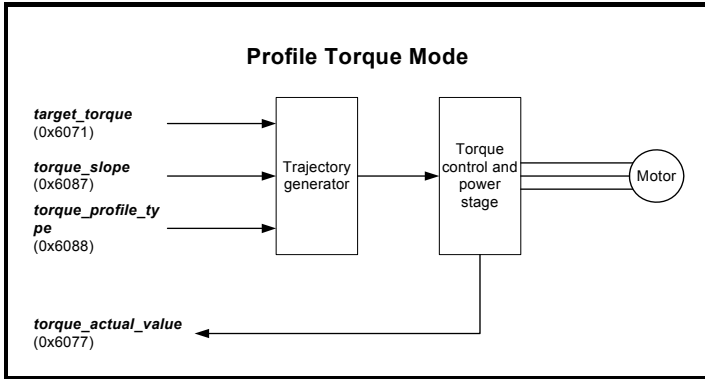 Profile Torque Mode
target_torque
(0x6071)
torque_slope
(0x6087)
torque_profile_ty
pe
(0x6088)
torque_actual_value
(0x6077)
Trajectory
generator
Torque
control and
power
stage
Motor